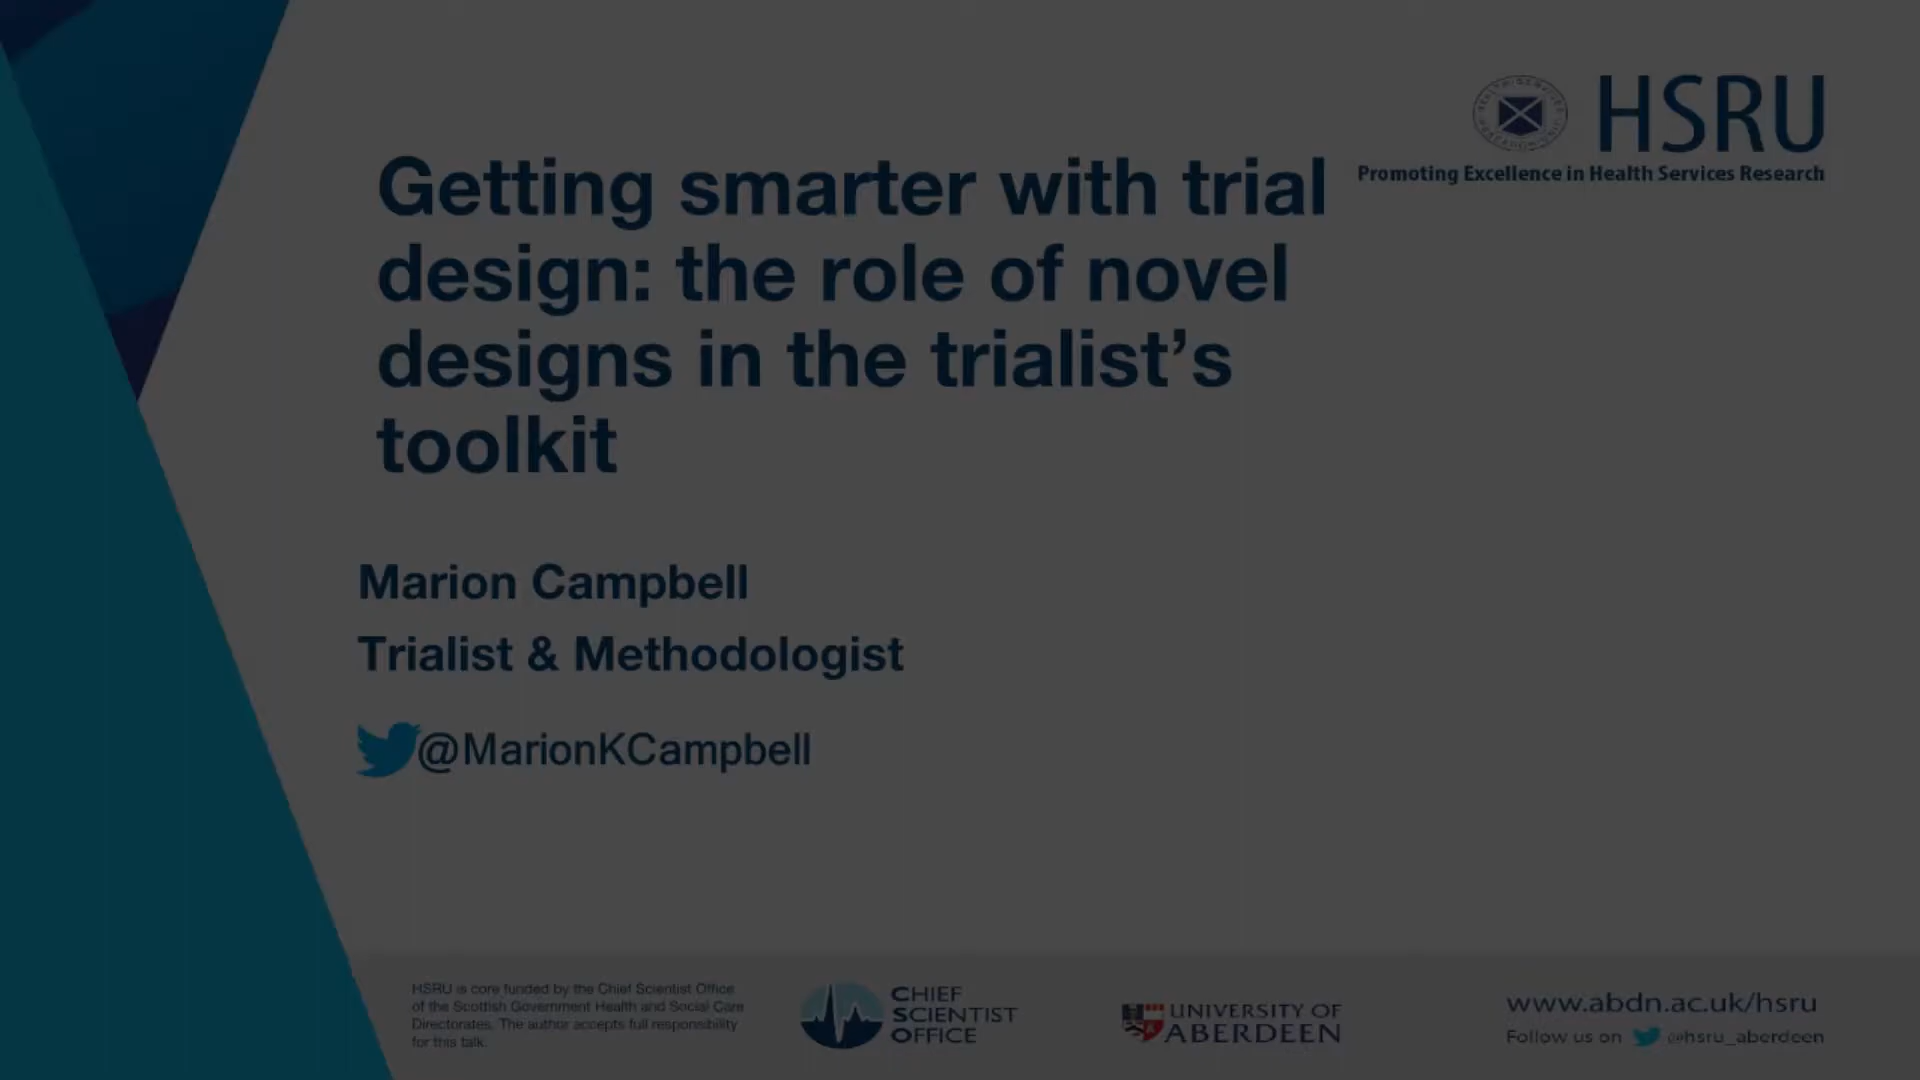 HSRU
Promoting Excellence in Health Services Research
Getting smarter with trial
design: the role of novel
designs in the trialist’s
toolkit
Marion Campbell
Trialist & Methodologist
@MarionKCampbell
HSRU is core funded by the Chief Scientist Office
of the Scottish Government Health and Social Care
Directorates. The author accepts full responsibility
for this talk.
CHIEF
SCIENTIST
OFFICE
UNIVERSITY OF
ABERDEEN
www.abdn.ac.uk/hsru
Follow us on @hsru_aberdeen